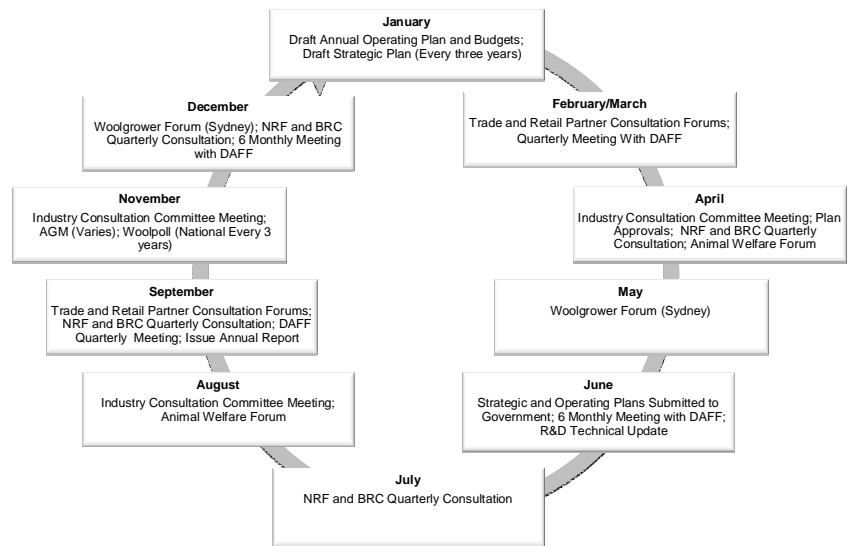 January
Draft Annual Operating Plan and Budgets;
Draft Strategic Plan (Every three years)
February/March
Trade and Retail Partner Consultation Forums;
Quarterly Meeting With DAFF
April
Industry Consultation Committee Meeting; Plan
Approvals; NRF and BRC Quarterly
Consultation; Animal Welfare Forum
May
Woolgrower Forum (Sydney)
June
Strategic and Operating Plans Submitted to
Government; 6 Monthly Meeting with DAFF;
R&D Technical Update
July
NRF and BRC Quarterly Consultation
August
Industry Consultation Committee Meeting;
Animal Welfare Forum
September
Trade and Retail Partner Consultation Forums;
NRF and BRC Quarterly Consultation; DAFF
Quarterly Meeting; Issue Annual Report
November
Industry Consultation Committee Meeting;
AGM (Varies); Woolpoll (National Every 3
years)
December
Woolgrower Forum (Sydney); NRF and BRC
Quarterly Consultation; 6 Monthly Meeting
with DAFF